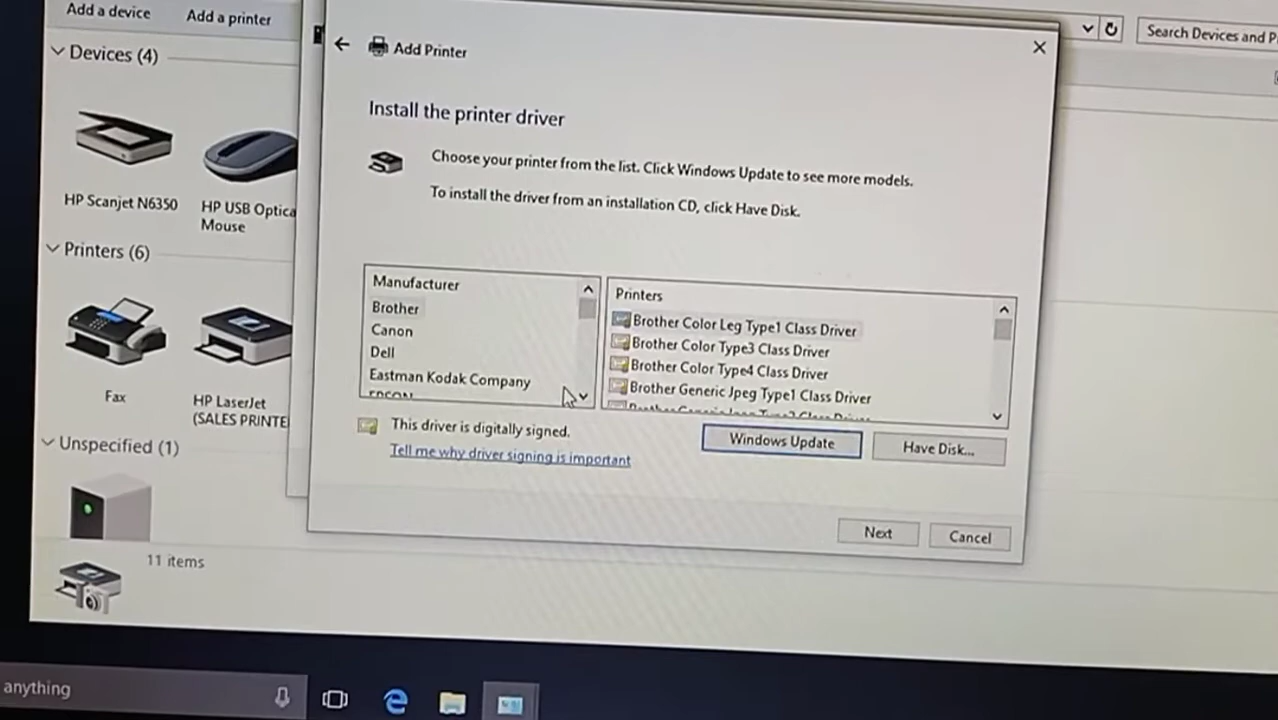 Add a device
Add a printer
Search Devices and P
Devices (4)
HP Scanjet N6350
HP USB Optica
Mouse
Printers (6)
Fax
HP LaserJet
(SALES PRINTE
Unspecified (1)
11 items
Add Printer
Install the printer driver
Choose your printer from the list. Click Windows Update to see more models.
To install the driver from an installation CD, click Have Disk.
Manufacturer
Brother
Canon
Dell
Eastman Kodak Company
Printers
Brother Color Leg Type1 Class Driver
Brother Color Type3 Class Driver
Brother Color Type4 Class Driver
Brother Generic Jpeg Type1 Class Driver
This driver is digitally signed.
Tell me why driver signing is important
Windows Update
Have Disk...
Next
Cancel
anything